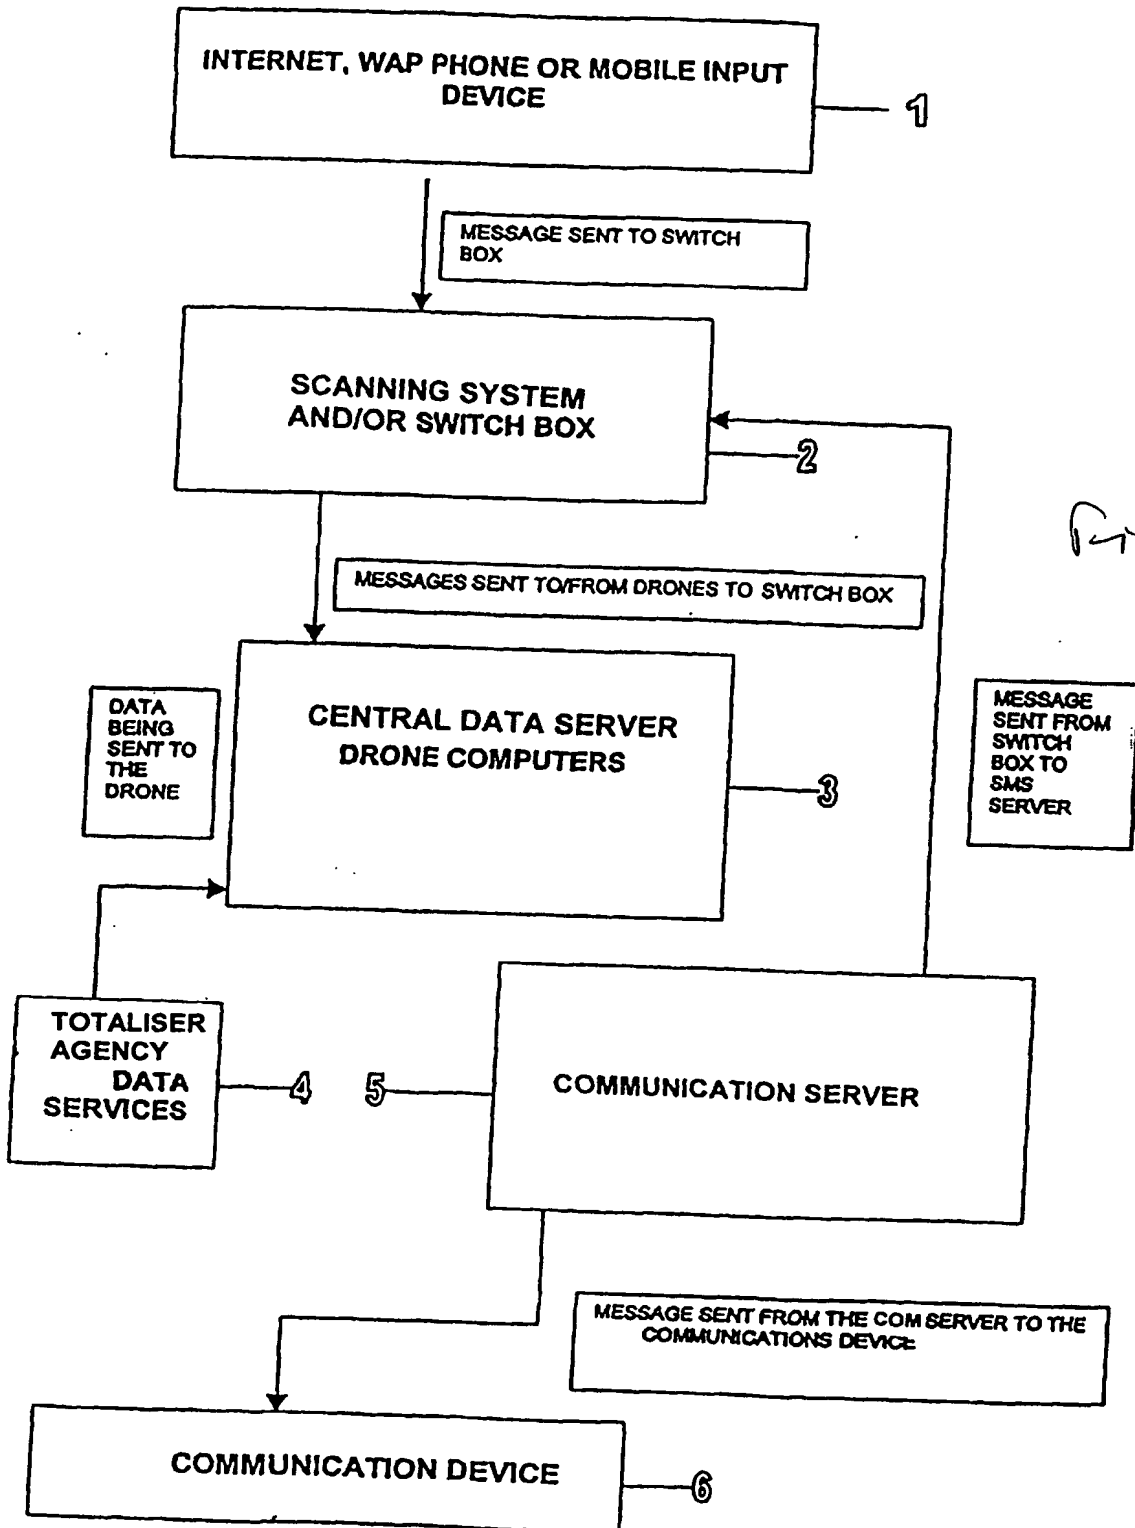 INTERNET, WAP PHONE OR MOBILE INPUT
DEVICE
1
MESSAGE SENT TO SWITCH
BOX
SCANNING SYSTEM
AND/OR SWITCH BOX
2
MESSAGES SENT TO/FROM DRONES TO SWITCH BOX
DATA
BEING
SENT TO
THE
DRONE
CENTRAL DATA SERVER
DRONE COMPUTERS
3
MESSAGE
SENT FROM
SWITCH
BOX TO
SMS
SERVER
TOTALISER
AGENCY
DATA
SERVICES
4
5
COMMUNICATION SERVER
MESSAGE SENT FROM THE COM SERVER TO THE
COMMUNICATIONS DEVICE
COMMUNICATION DEVICE
6